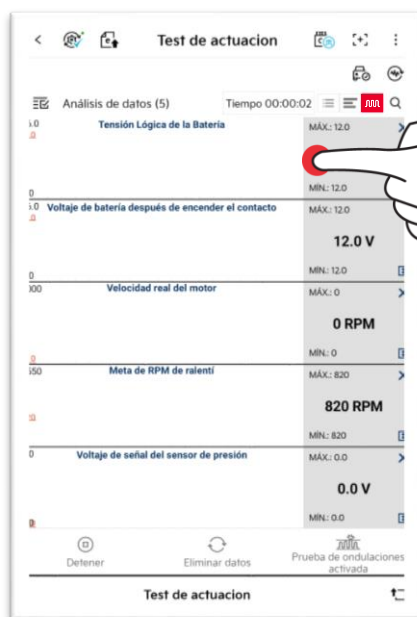 Test de actuacion
Análisis de datos (5)
Tiempo 00:00:02
Tensión Lógica de la Batería
MÁX.: 12.0
MÍN.: 12.0
Voltaje de batería después de encender el contacto
MÁX.: 12.0
12.0 V
MÍN.: 12.0
Velocidad real del motor
MÁX.: 0
0 RPM
MÍN.: 0
Meta de RPM de ralentí
MÁX.: 820
820 RPM
MÍN.: 820
Voltaje de señal del sensor de presión
MÁX.: 0.0
0.0 V
MÍN.: 0.0
Detener
Eliminar datos
Prueba de ondulaciones
activada
Test de actuacion